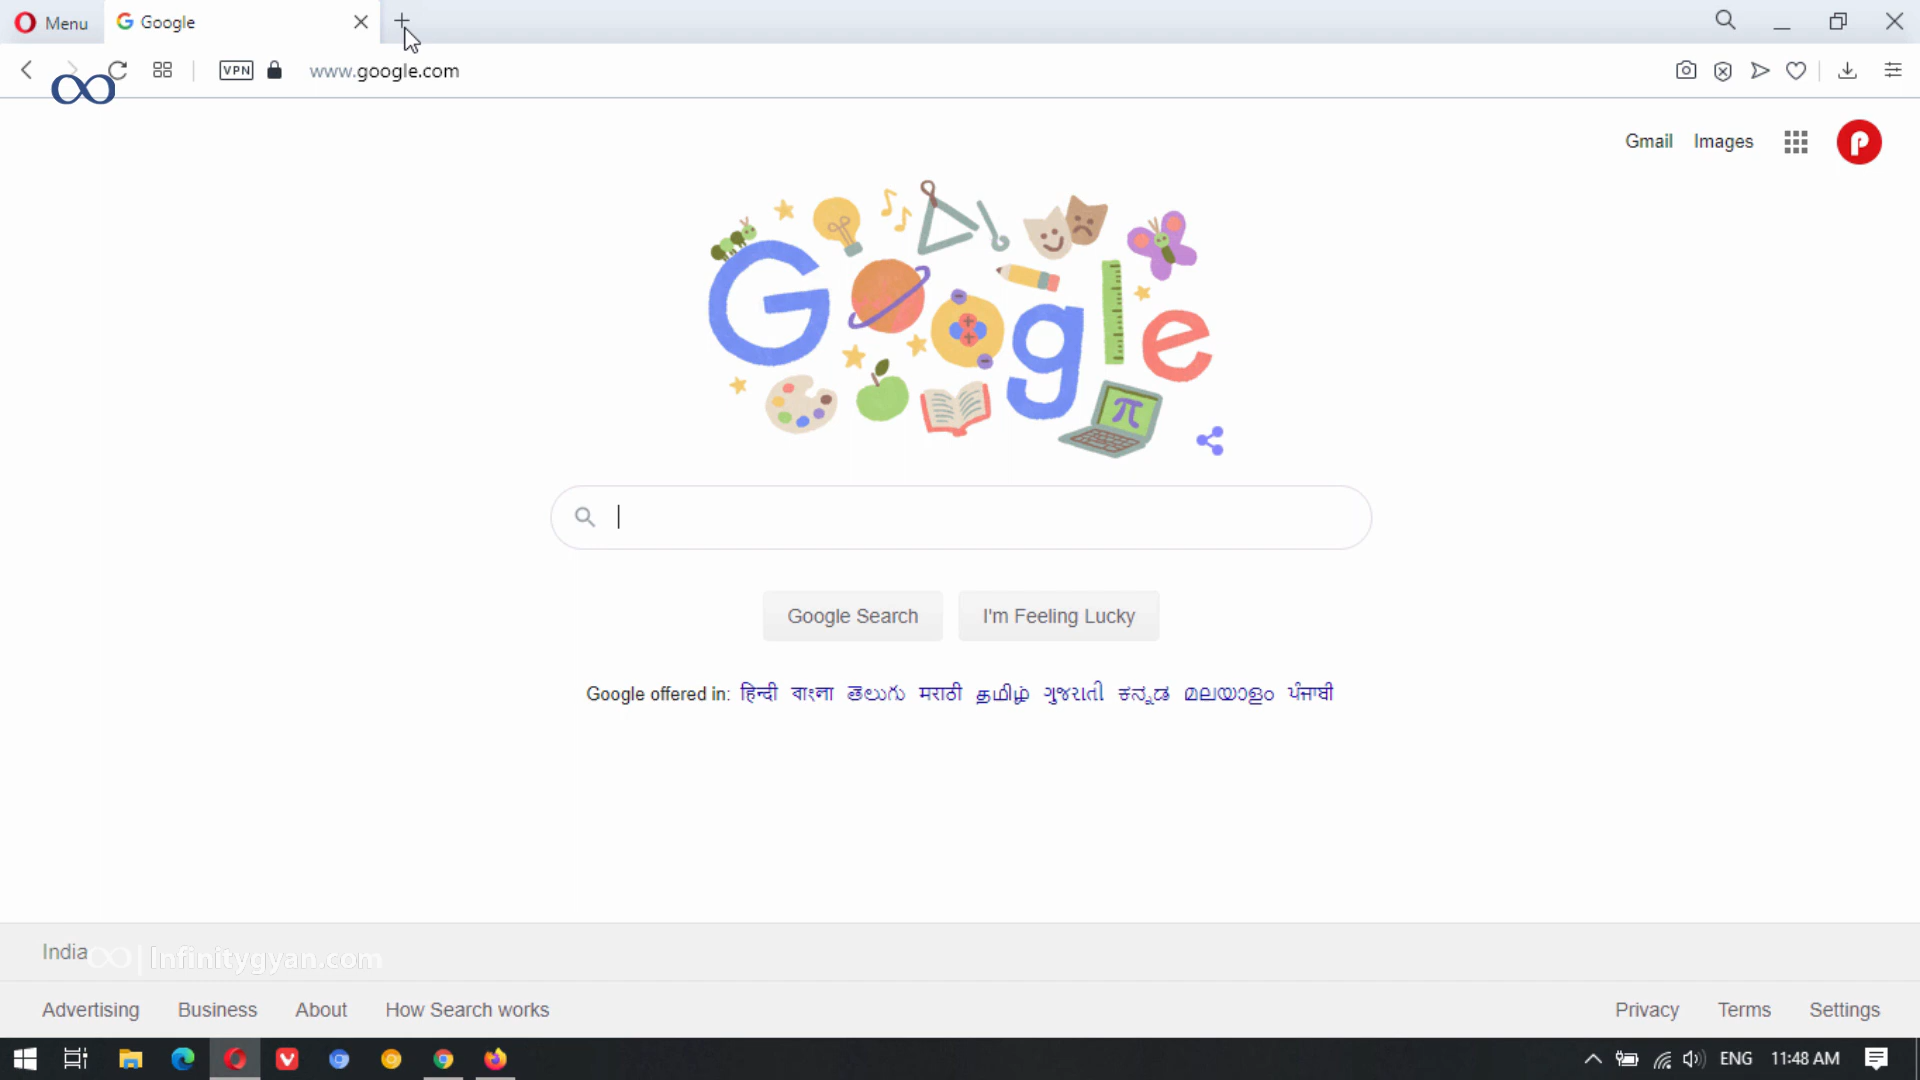 Menu
Google
VPN
www.google.com
Gmail Images
Google
π
Google Search
I'm Feeling Lucky
Google offered in: हिन्दी বাংলা తెలుగు मराठी தமிழ் ગુજરાતી ಕನ್ನಡ മലയാളം ਪੰਜਾਬੀ
India
Infinitygyan.com
Advertising Business About How Search works
Privacy Terms Settings
ENG 11:48 AM